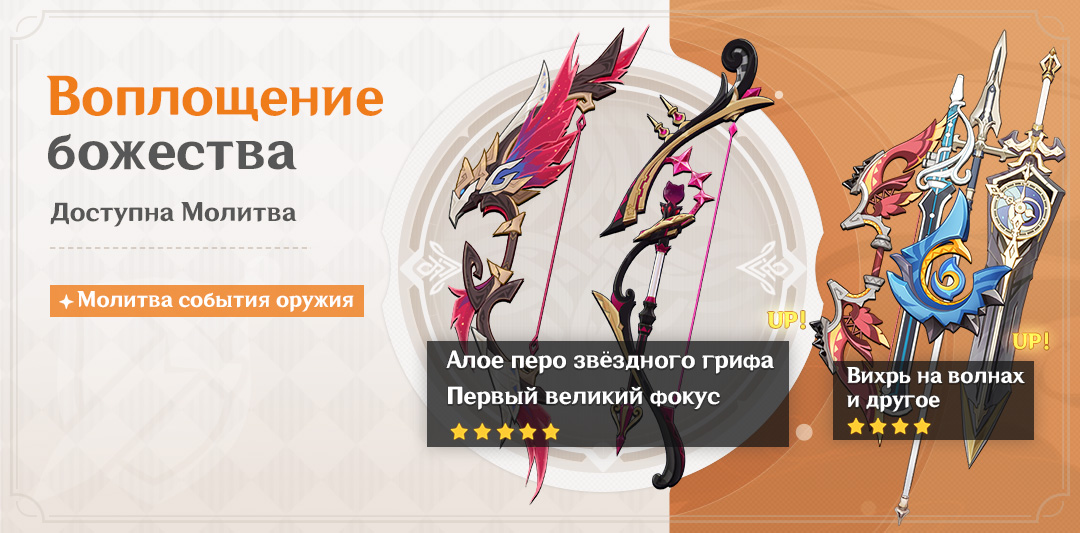 Воплощение
божества
Доступна Молитва
Молитва события оружия
UP!
Алое перо звёздного грифа
Первый великий фокус
UP!
Вихрь на волнах
и другое